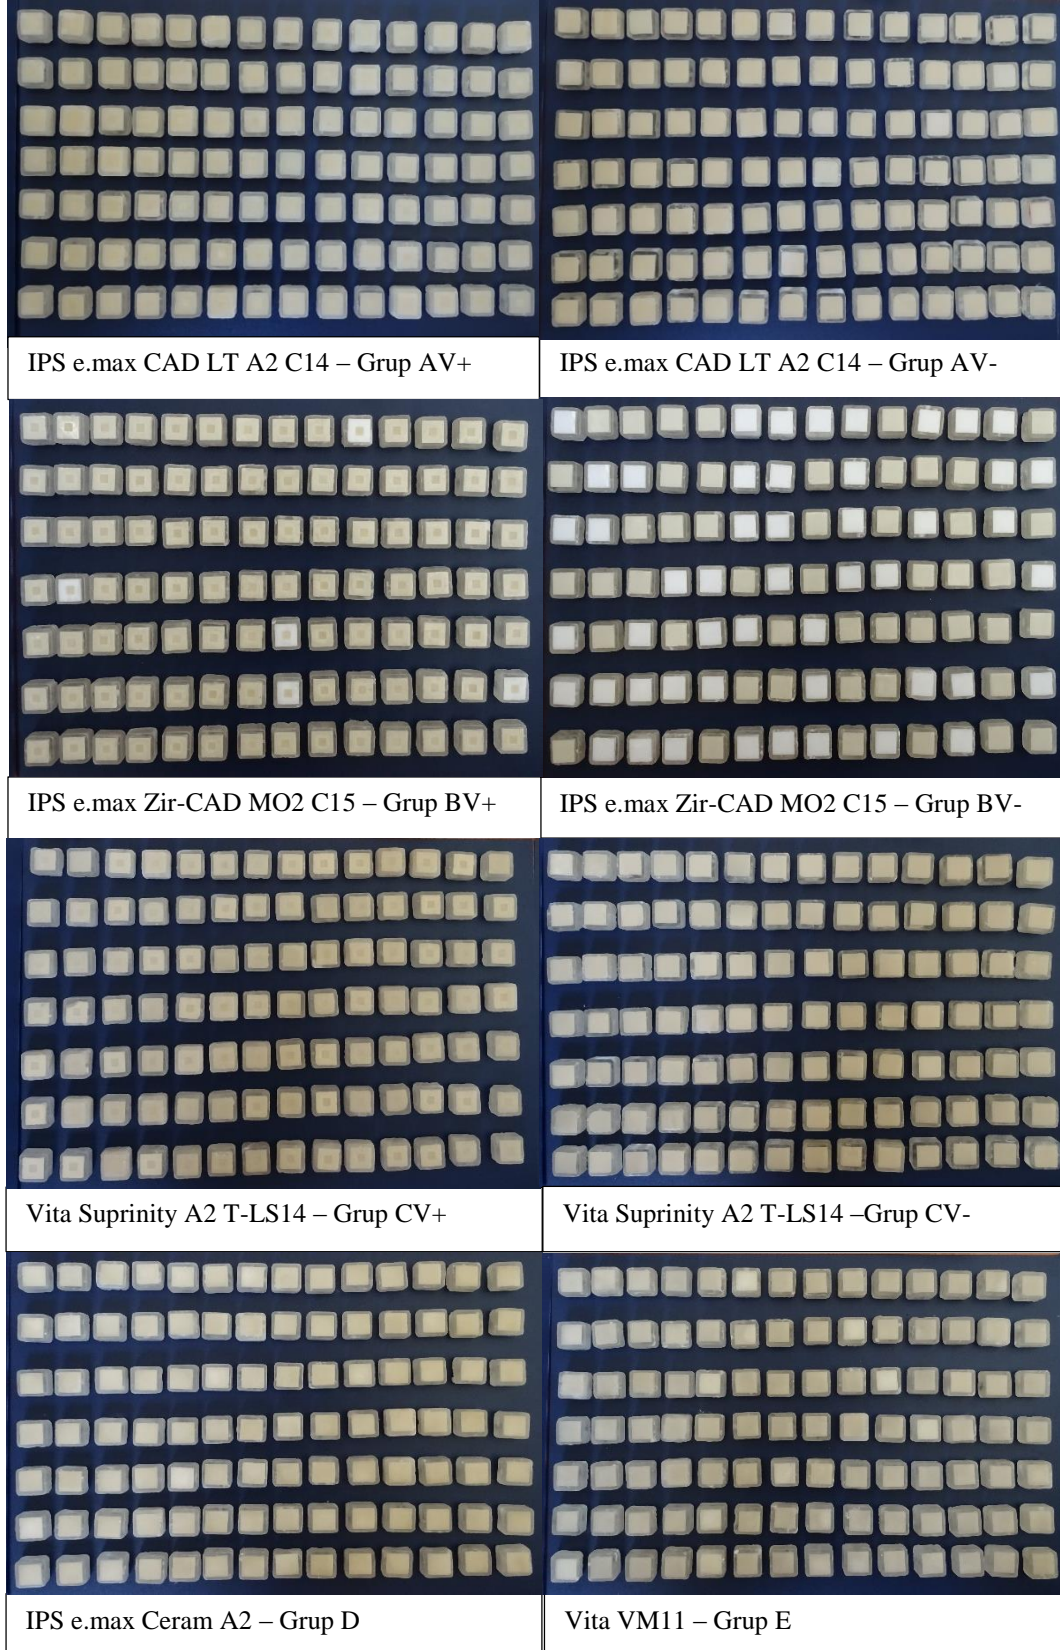 IPS e.max CAD LT A2 C14 – Grup AV+
IPS e.max CAD LT A2 C14 – Grup AV-
IPS e.max Zir-CAD MO2 C15 – Grup BV+
IPS e.max Zir-CAD MO2 C15 – Grup BV-
Vita Suprinity A2 T-LS14 – Grup CV+
Vita Suprinity A2 T-LS14 –Grup CV-
IPS e.max Ceram A2 – Grup D
Vita VM11 – Grup E